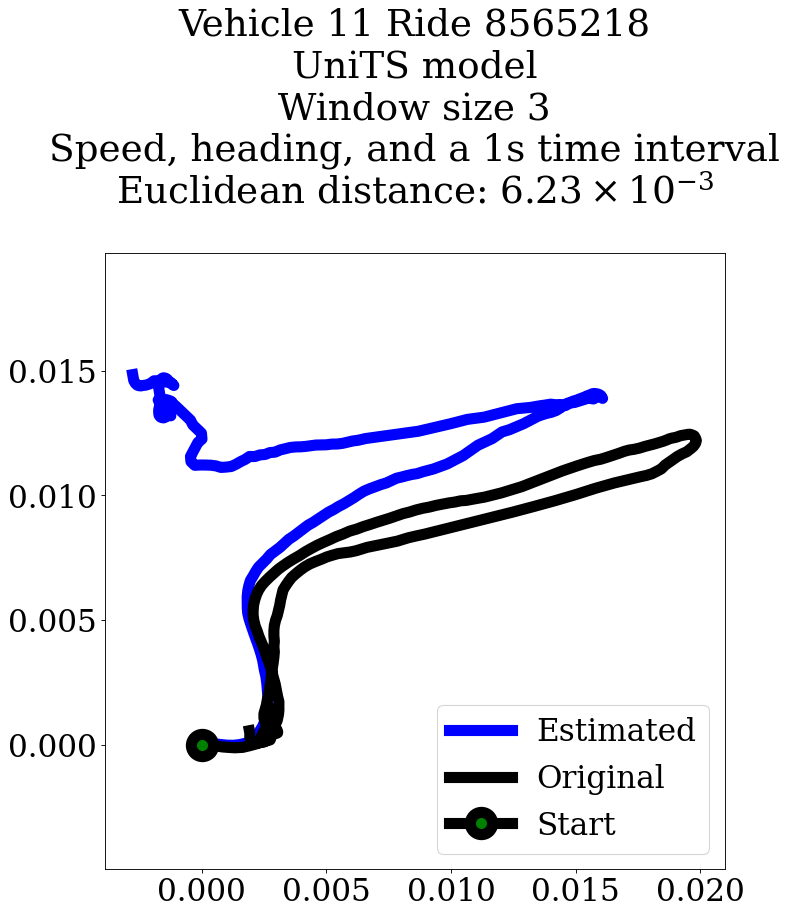 Vehicle 11 Ride 8565218
UniTS model
Window size 3
Speed, heading, and a 1s time interval
Euclidean distance: 6.23 × 10⁻³
0.015
0.010
0.005
0.000
Estimated
Original
Start
0.000 0.005 0.010 0.015 0.020